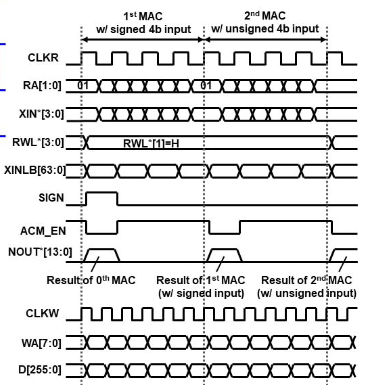 1st MAC
w/ signed 4b input
2nd MAC
w/ unsigned 4b input
CLKR
RA[1:0] 01 01
XIN*[3:0]
RWL*[3:0] RWL*[1]=H
XINLB[63:0]
SIGN
ACM_EN
NOUT*[13:0]
Result of 0th MAC
Result of 1st MAC
(w/ signed input)
Result of 2nd MAC
(w/ unsigned input)
CLKW
WA[7:0]
D[255:0]